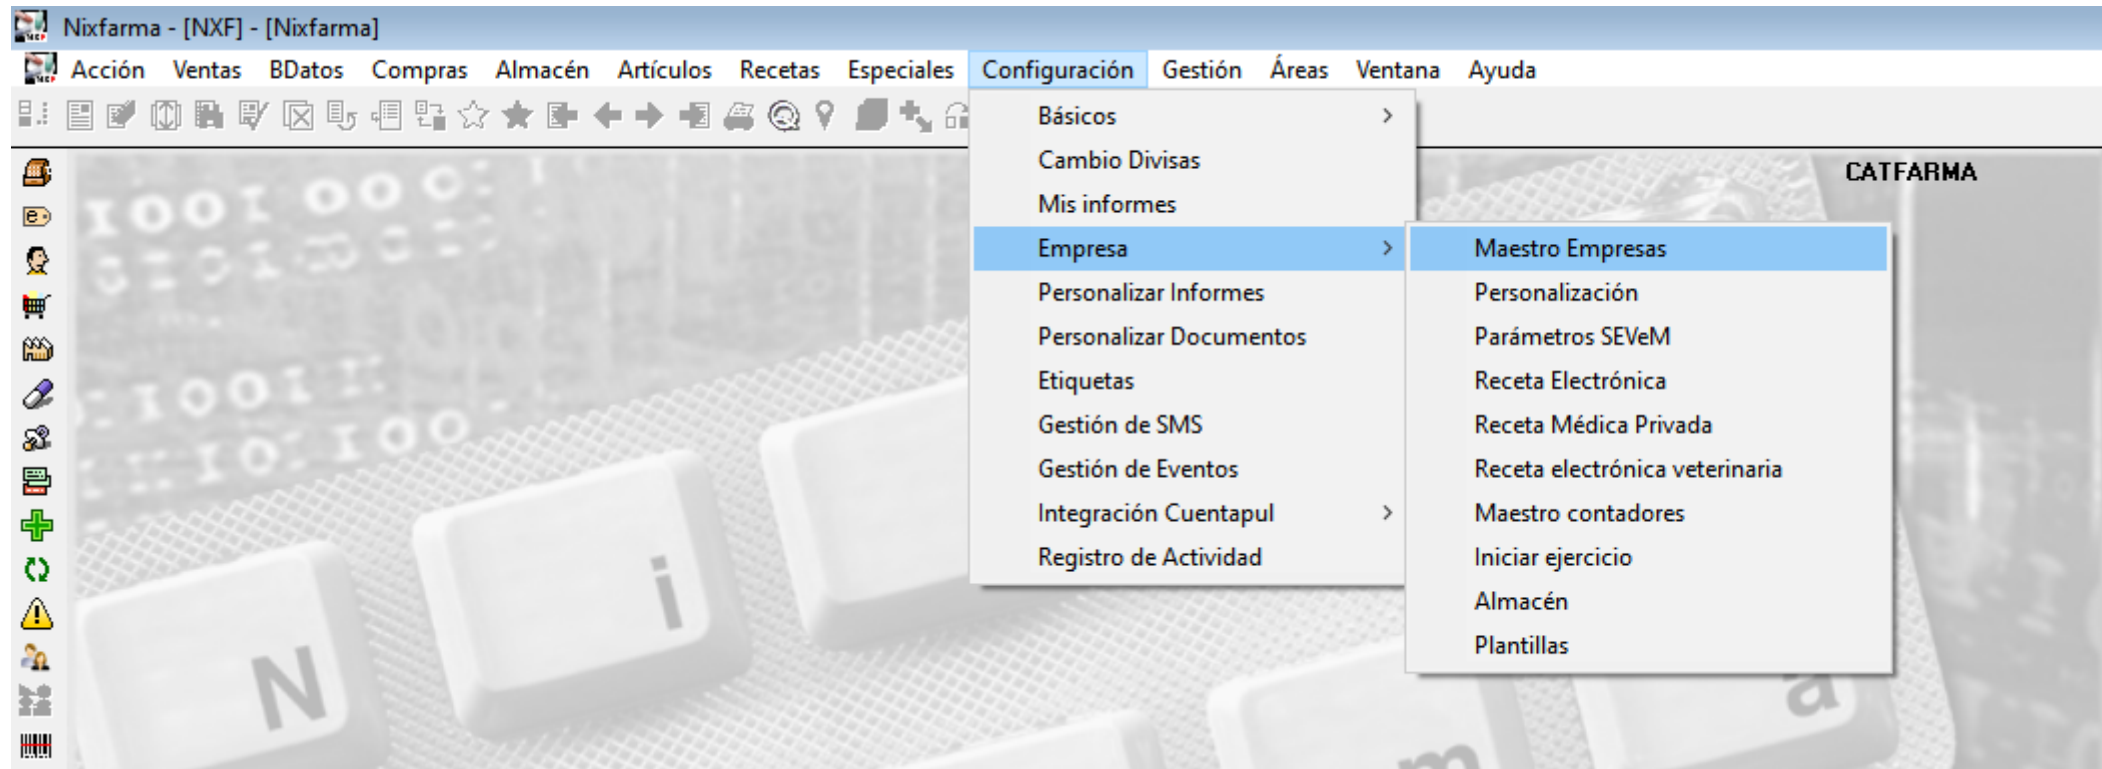 Nixfarma - [NXF] - [Nixfarma]
Acción Ventas BDatos Compras Almacén Artículos Recetas Especiales Configuración Gestión Áreas Ventana Ayuda
CATFARMA
Básicos
Cambio Divisas
Mis informes
Empresa
Personalizar Informes
Personalizar Documentos
Etiquetas
Gestión de SMS
Gestión de Eventos
Integración Cuentapul
Registro de Actividad
Maestro Empresas
Personalización
Parámetros SEVeM
Receta Electrónica
Receta Médica Privada
Receta electrónica veterinaria
Maestro contadores
Iniciar ejercicio
Almacén
Plantillas
N i m a